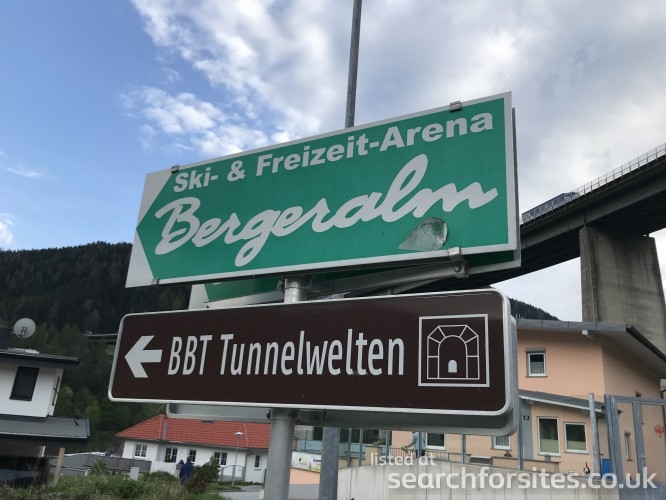 Ski- & Freizeit-Arena
Bergeralm
BBT Tunnelwelten
listed at
searchforsites.co.uk